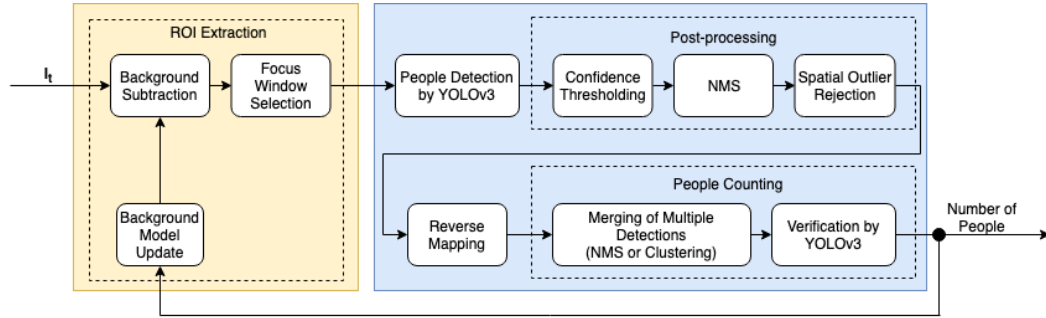 ROI Extraction
Post-processing
I_t
Background
Subtraction
Focus
Window
Selection
People Detection
by YOLOv3
Confidence
Thresholding
NMS
Spatial Outlier
Rejection
People Counting
Background
Model
Update
Reverse
Mapping
Merging of Multiple
Detections
(NMS or Clustering)
Verification by
YOLOv3
Number of
People